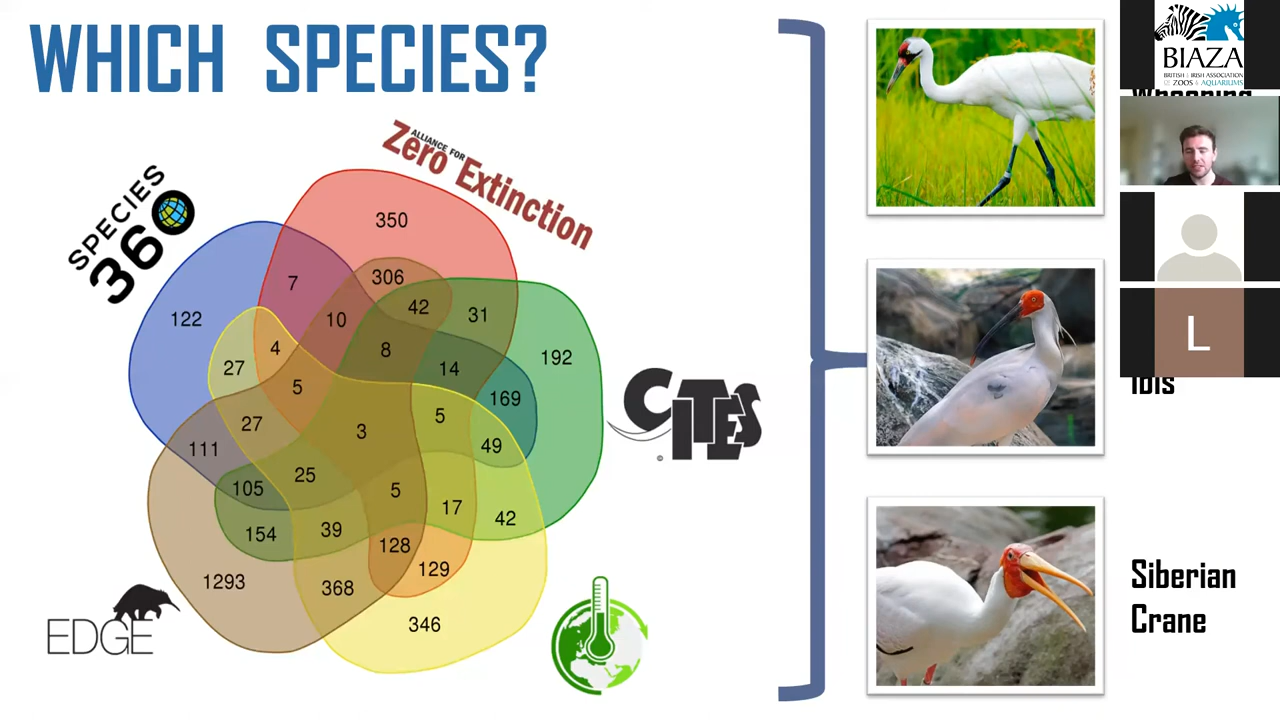 WHICH SPECIES?
ALLIANCE FOR
Zero Extinction
SPECIES
360
350
306
7
42
31
10
122
192
8
4
14
27
5
169
5
27
3
49
111
25
105
5
17
42
154
39
128
129
1293
368
346
CITES
EDGE
BIAZA
BRITISH & IRISH ASSOCIATION
OF ZOOS & AQUARIUMS
L
Ibis
Siberian
Crane